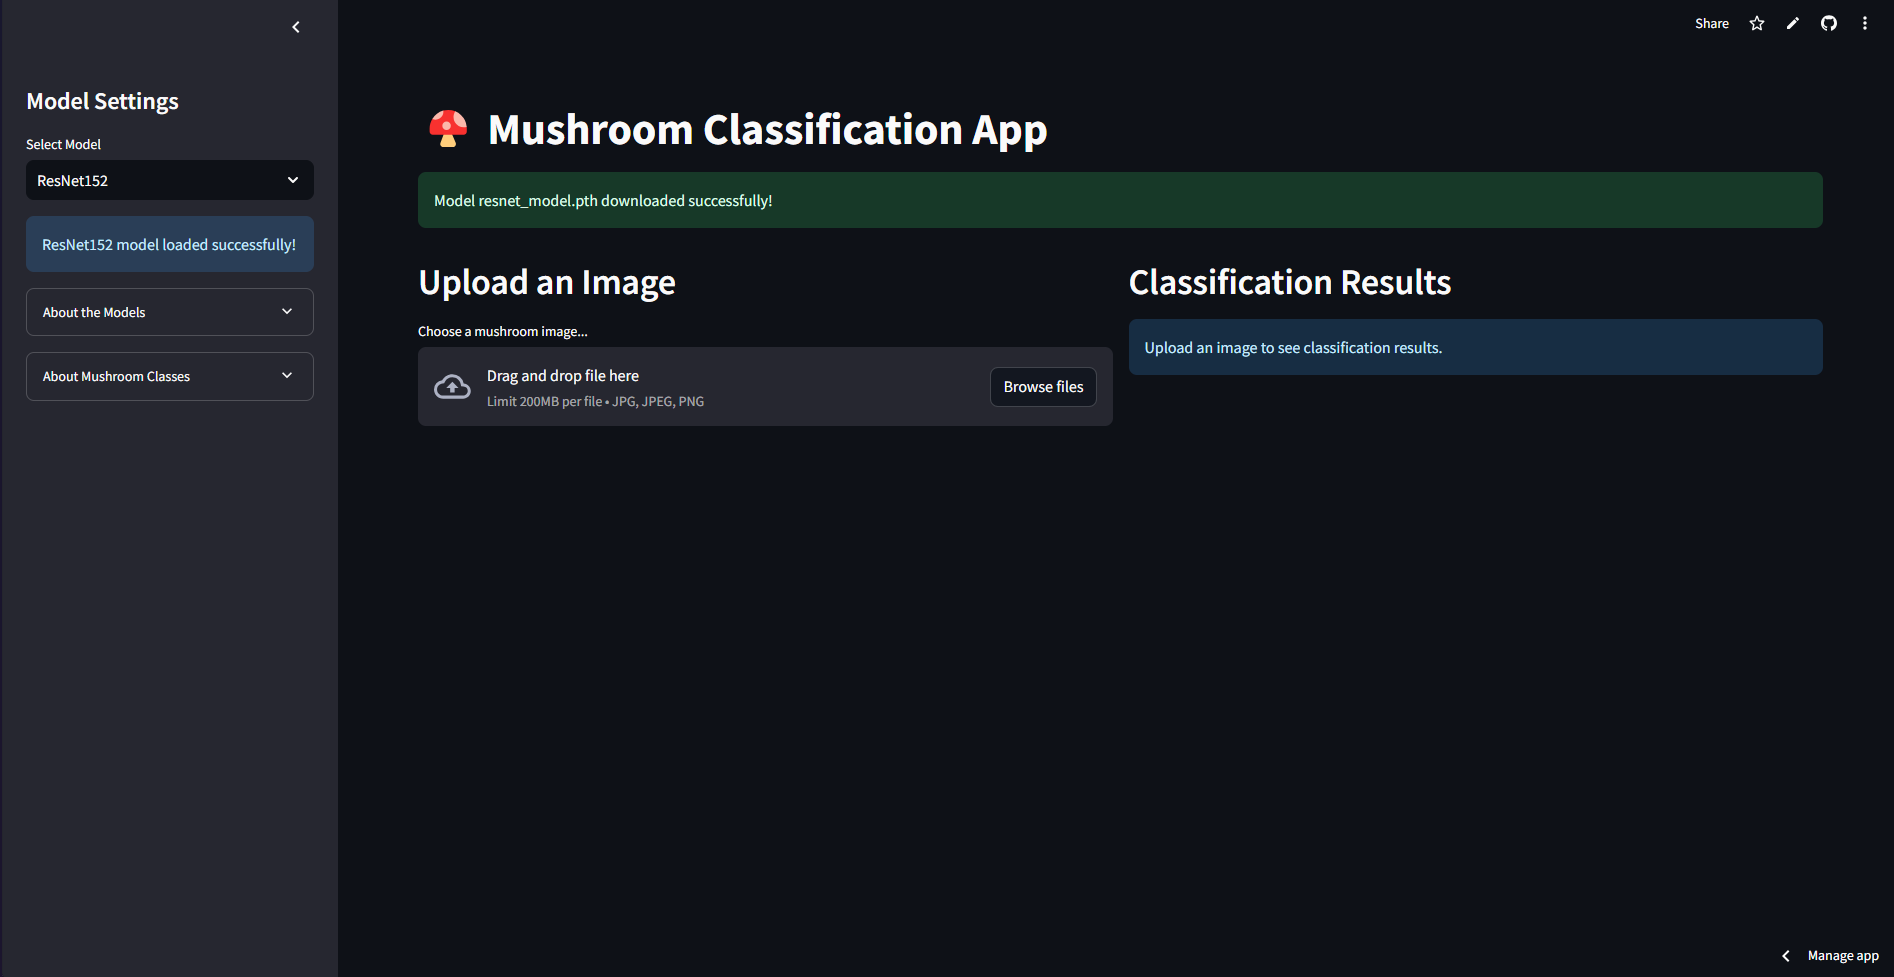 Share
Model Settings
Select Model
ResNet152
ResNet152 model loaded successfully!
About the Models
About Mushroom Classes
Mushroom Classification App
Model resnet_model.pth downloaded successfully!
Upload an Image
Choose a mushroom image...
Drag and drop file here
Limit 200MB per file • JPG, JPEG, PNG
Browse files
Classification Results
Upload an image to see classification results.
Manage app